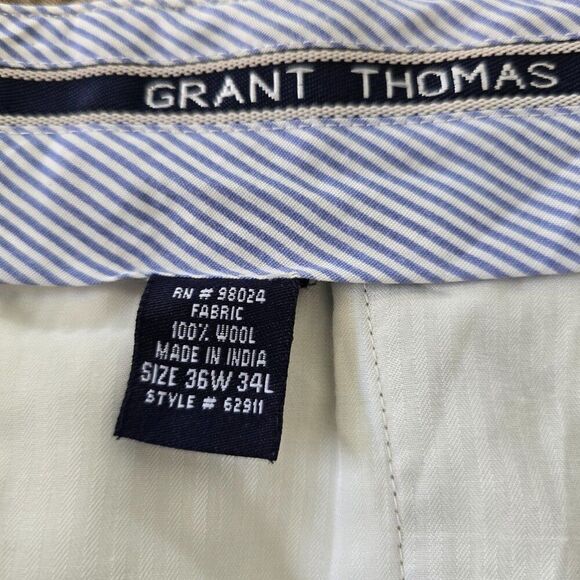 GRANT THOMAS
RN # 98024
FABRIC
100% WOOL
MADE IN INDIA
SIZE 36W 34L
STYLE # 62911